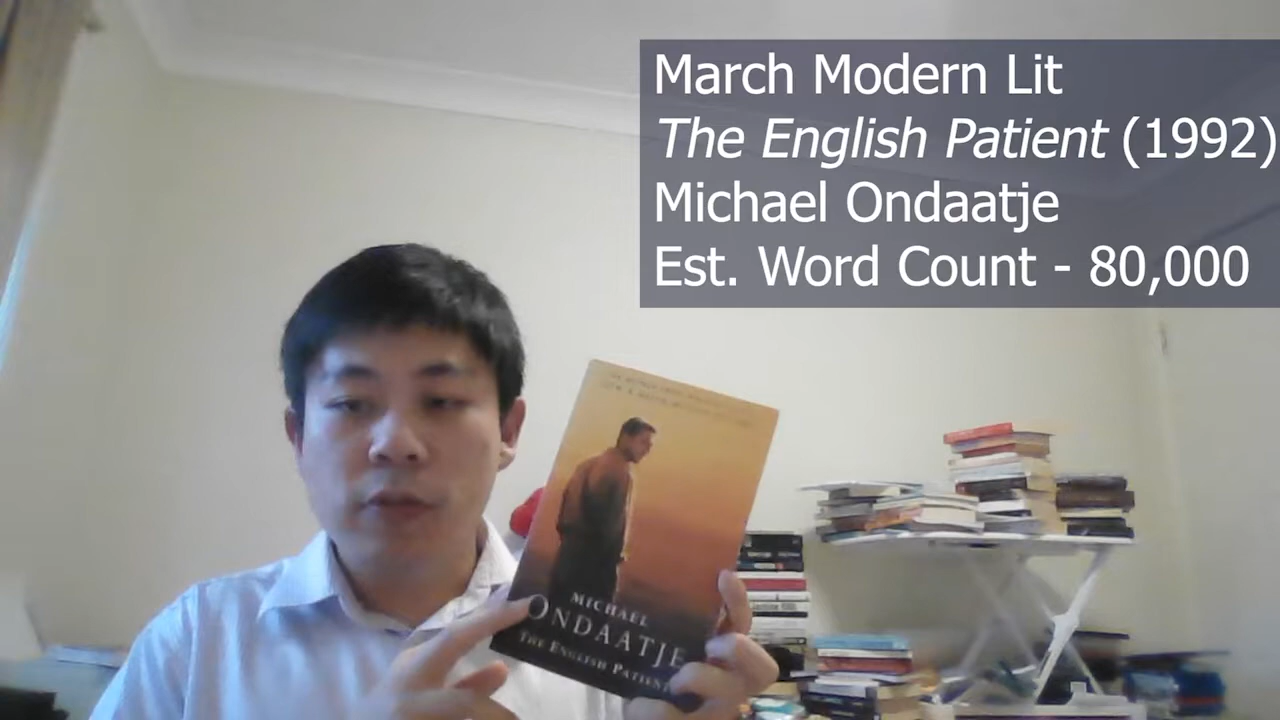 March Modern Lit
The English Patient (1992)
Michael Ondaatje
Est. Word Count - 80,000
MICHAEL
ONDAATJE
THE ENGLISH PATIENT